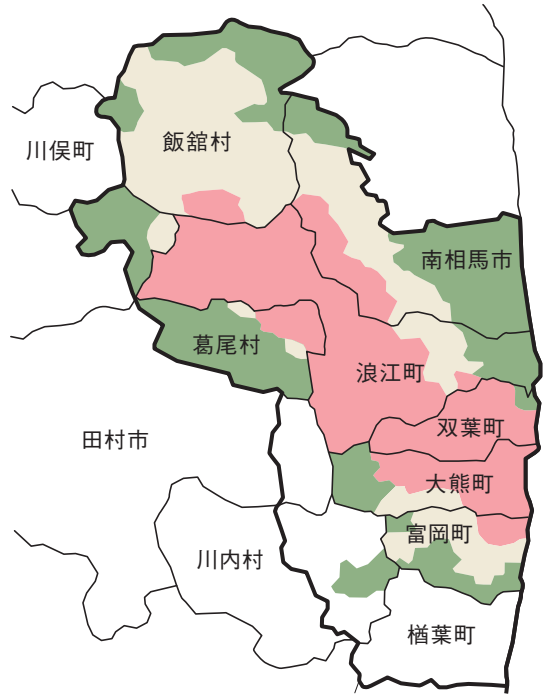 飯舘村
川俣町
南相馬市
葛尾村
浪江町
双葉町
田村市
大熊町
富岡町
川内村
楢葉町